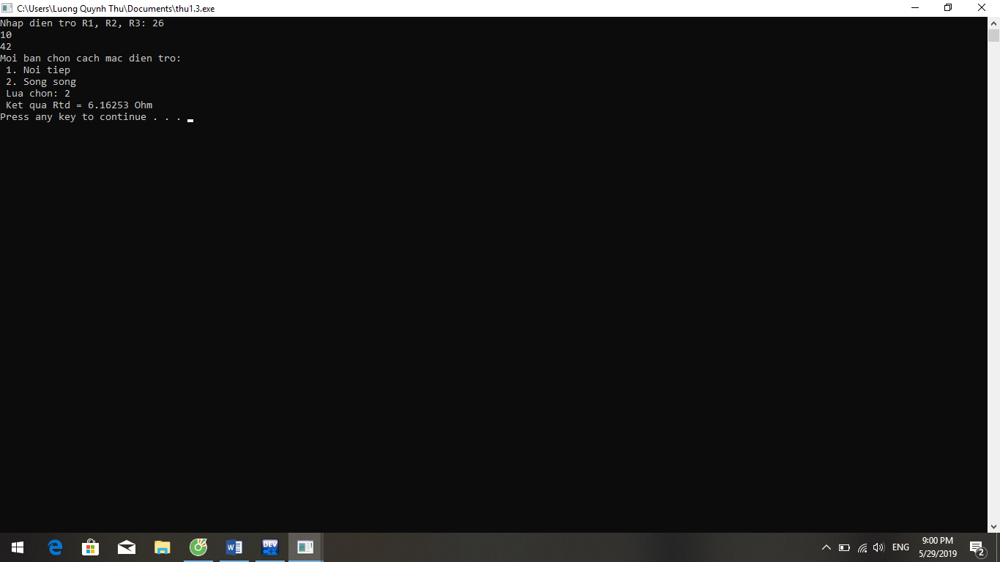 C:\Users\Luong Quynh Thu\Documents\thu1.3.exe
Nhap dien tro R1, R2, R3: 26
10
42
Moi ban chon cach mac dien tro:
1. Noi tiep
2. Song song
Lua chon: 2
Ket qua Rtd = 6.16253 Ohm
Press any key to continue . . .
DEV
ENG
9:00 PM
5/29/2019
2